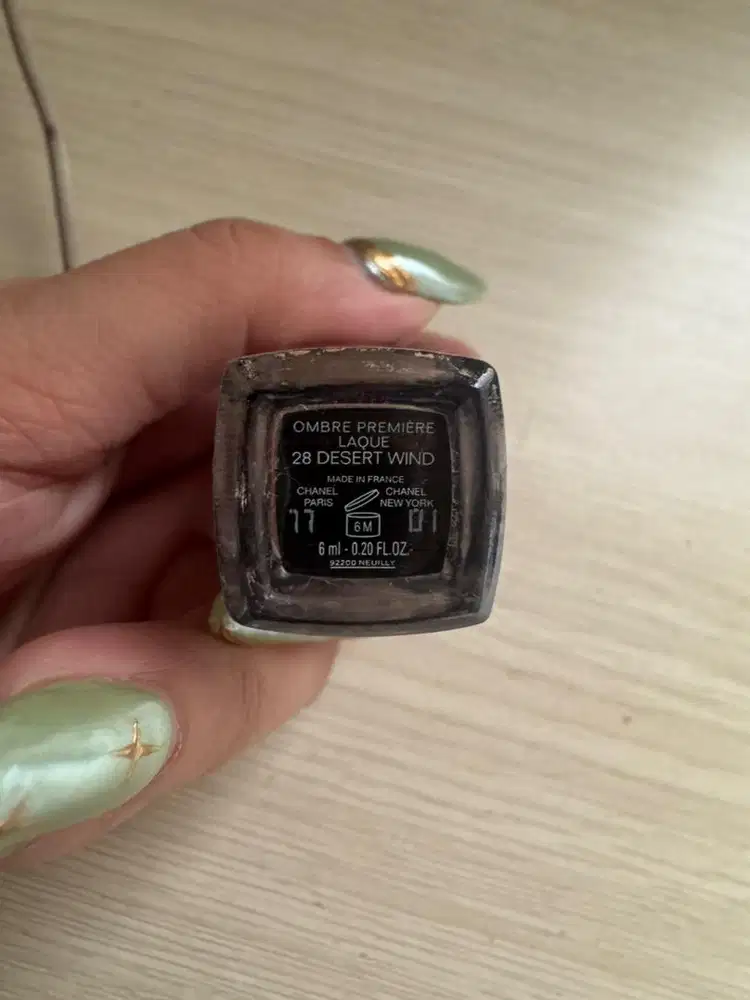 OMBRE PREMIÈRE
LAQUE
28 DESERT WIND
MADE IN FRANCE
CHANEL CHANEL
PARIS NEW YORK
6M
6 ml - 0.20 FL.OZ.
92200 NEUILLY